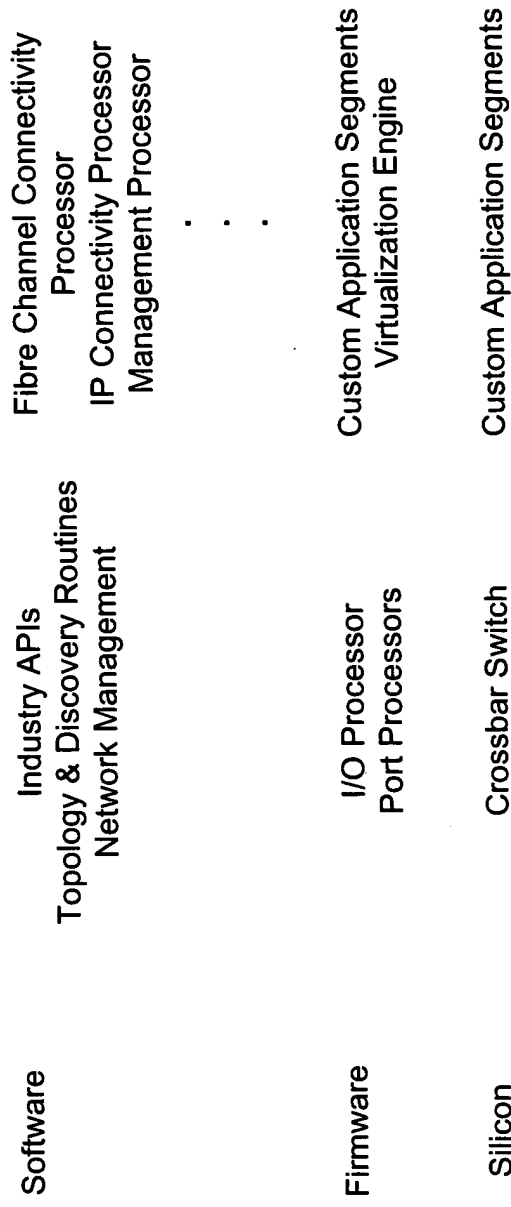 Software
Industry APIs
Topology & Discovery Routines
Network Management
Fibre Channel Connectivity
Processor
IP Connectivity Processor
Management Processor
.
.
.
Firmware
I/O Processor
Port Processors
Custom Application Segments
Virtualization Engine
Silicon
Crossbar Switch
Custom Application Segments